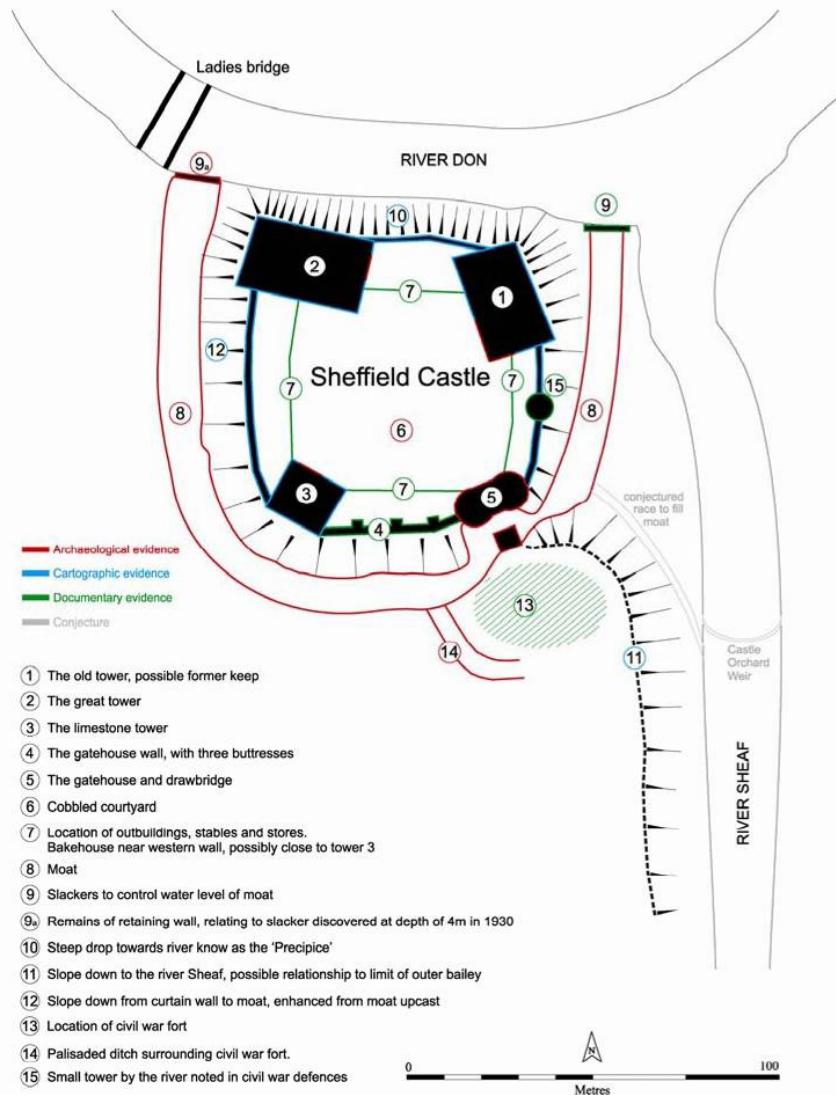 Ladies bridge
RIVER DON
9a
9
10
2
1
7
12
Sheffield Castle
7
7
15
8
8
6
3
7
5
4
conjectured
race to fill
moat
Archaeological evidence
Cartographic evidence
Documentary evidence
Conjecture
13
14
11
Castle
Orchard
Weir
RIVER SHEAF
1 The old tower, possible former keep
2 The great tower
3 The limestone tower
4 The gatehouse wall, with three buttresses
5 The gatehouse and drawbridge
6 Cobbled courtyard
7 Location of outbuildings, stables and stores.
Bakehouse near western wall, possibly close to tower 3
8 Moat
9 Slackers to control water level of moat
9a Remains of retaining wall, relating to slacker discovered at depth of 4m in 1930
10 Steep drop towards river know as the ‘Precipice’
11 Slope down to the river Sheaf, possible relationship to limit of outer bailey
12 Slope down from curtain wall to moat, enhanced from moat upcast
13 Location of civil war fort
14 Palisaded ditch surrounding civil war fort.
15 Small tower by the river noted in civil war defences
N
0
100
Metres